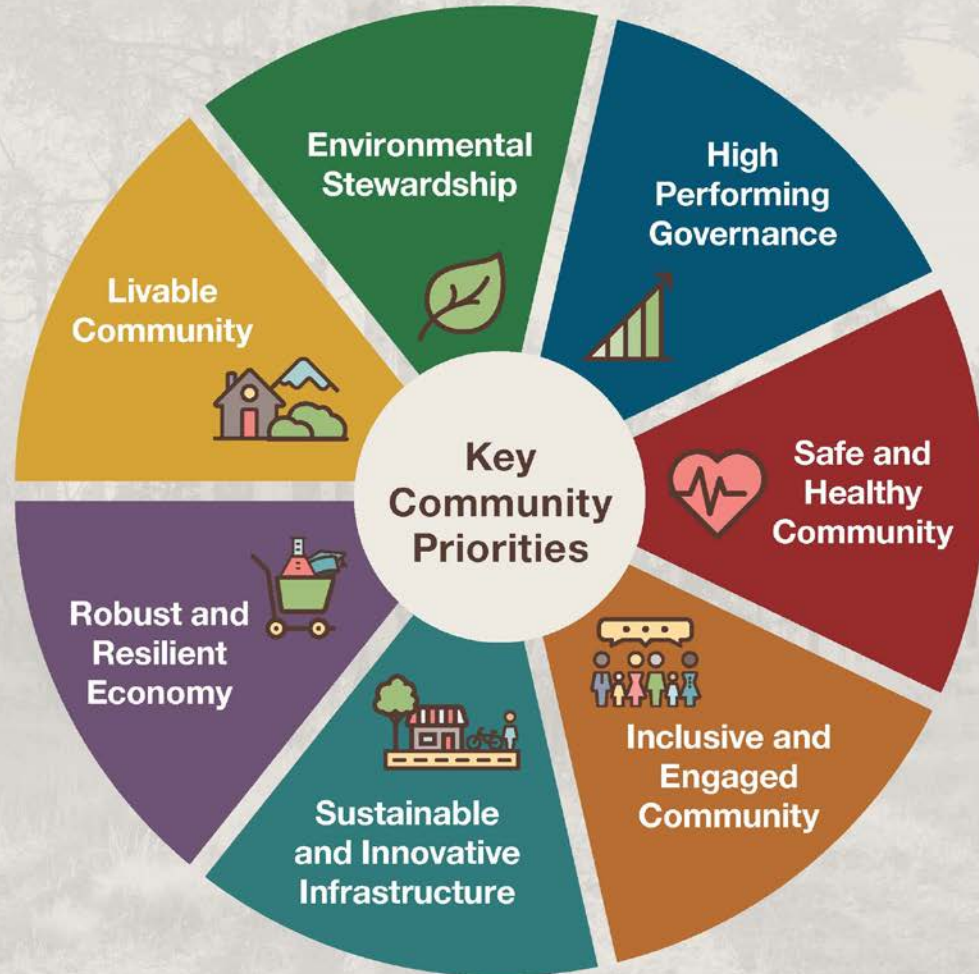 Key
Community
Priorities
Environmental
Stewardship
High
Performing
Governance
Safe and
Healthy
Community
Inclusive and
Engaged
Community
Sustainable
and Innovative
Infrastructure
Robust and
Resilient
Economy
Livable
Community